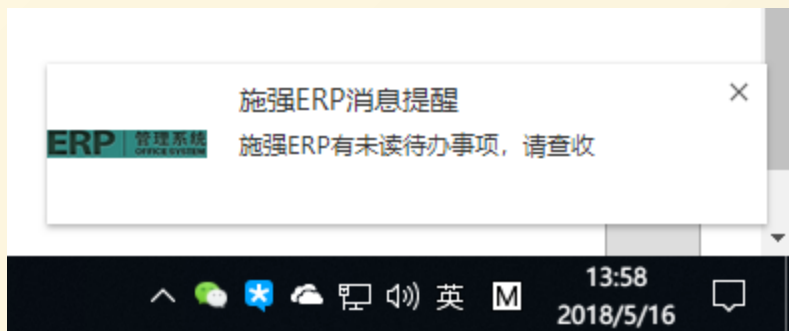 施强ERP消息提醒
ERP 管理系统
OFFICE SYSTEM
施强ERP有未读待办事项，请查收
英 M 13:58
2018/5/16